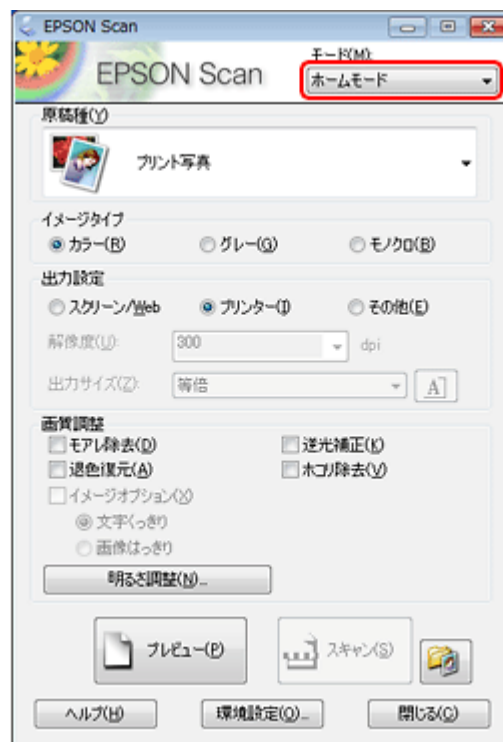 EPSON Scan
モード(M):
EPSON Scan
ホームモード
原稿種(Y)
プリント写真
イメージタイプ
カラー(R) グレー(G) モノクロ(B)
出力設定
スクリーン/Web プリンター(I) その他(E)
解像度(U): 300 dpi
出力サイズ(Z): 等倍 A
画質調整
モアレ除去(D) 逆光補正(K)
退色復元(A) ホコリ除去(V)
イメージオプション(X)
文字くっきり
画像はっきり
明るさ調整(N)...
プレビュー(P) スキャン(S)
ヘルプ(H) 環境設定(O)... 閉じる(C)